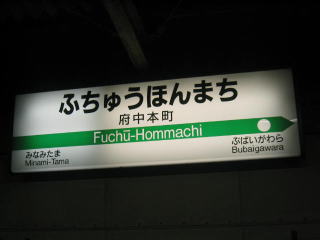 ふちゅうほんまち
府中本町
Fuchū-Hommachi
みなみたま
Minami-Tama
ぶばいがわら
Bubaigawara